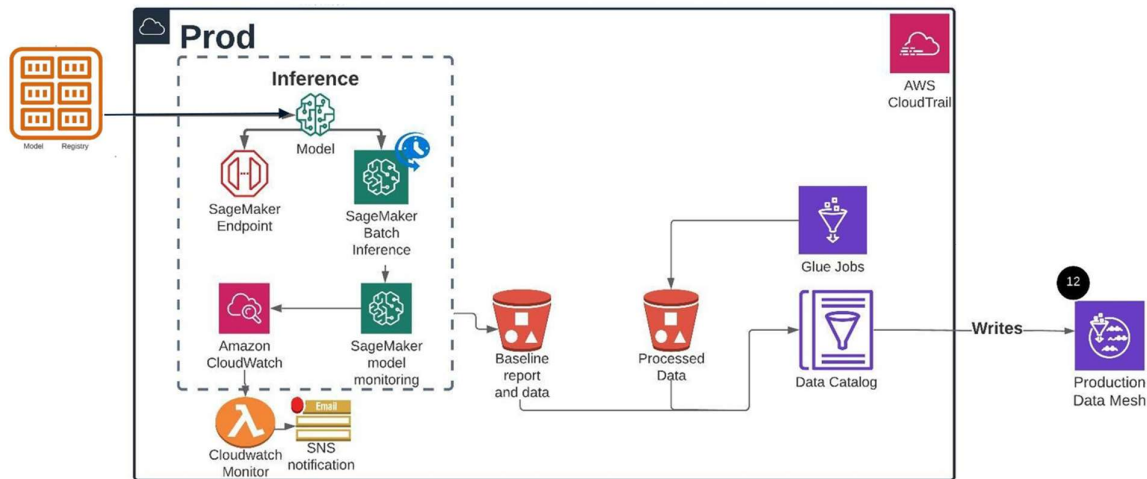 Prod
AWS
CloudTrail
Inference
Model Registry
Model
SageMaker
Endpoint
SageMaker
Batch
Inference
Glue Jobs
12
Writes
Amazon
CloudWatch
SageMaker
model
monitoring
Baseline
report
and data
Processed
Data
Data Catalog
Production
Data Mesh
Email
Cloudwatch
Monitor
SNS
notification